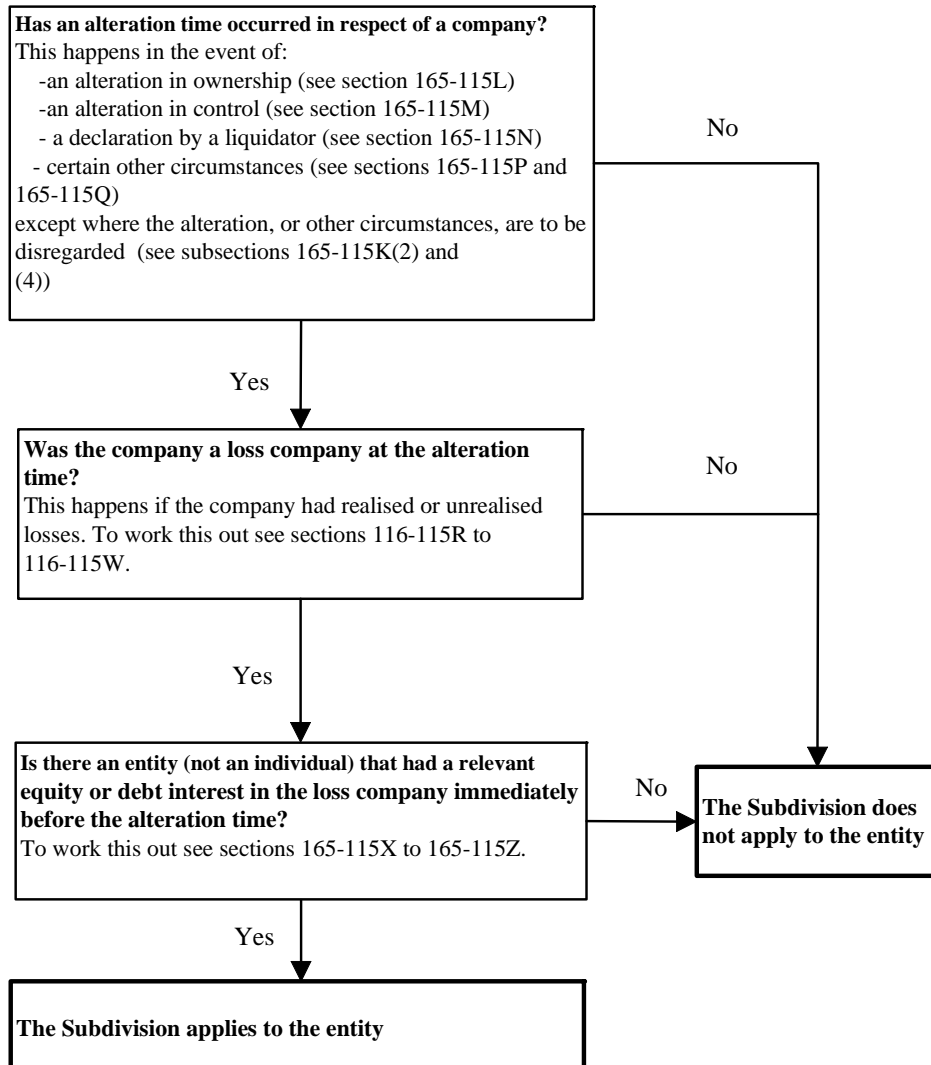 Has an alteration time occurred in respect of a company?
This happens in the event of:
-an alteration in ownership (see section 165-115L)
-an alteration in control (see section 165-115M)
- a declaration by a liquidator (see section 165-115N)
- certain other circumstances (see sections 165-115P and
165-115Q)
except where the alteration, or other circumstances, are to be
disregarded (see subsections 165-115K(2) and
(4))
No
Yes
Was the company a loss company at the alteration
time?
This happens if the company had realised or unrealised
losses. To work this out see sections 116-115R to
116-115W.
No
Yes
Is there an entity (not an individual) that had a relevant
equity or debt interest in the loss company immediately
before the alteration time?
To work this out see sections 165-115X to 165-115Z.
No
The Subdivision does
not apply to the entity
Yes
The Subdivision applies to the entity